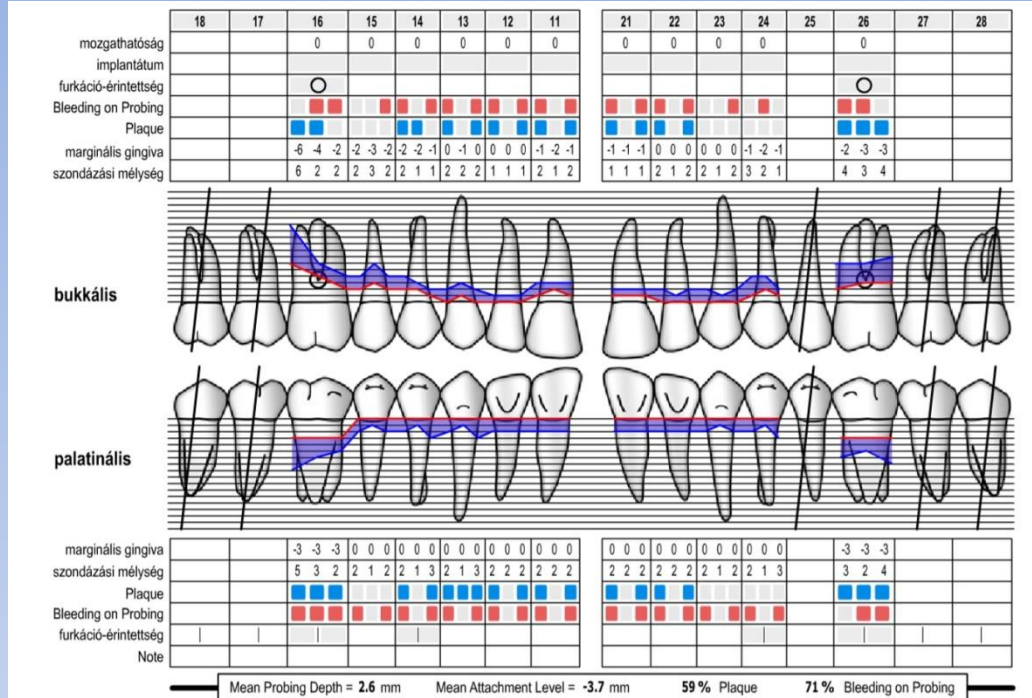 18 17 16 15 14 13 12 11 21 22 23 24 25 26 27 28
mozgathatóság 0 0 0 0 0 0 0 0 0 0 0
implantátum
furkáció-érintettség
Bleeding on Probing
Plaque
marginális gingiva -6 -4 -2 -2 -3 -2 -2 -2 -1 0 -1 0 0 0 0 -1 -2 -1 -1 -1 -1 0 0 0 0 0 0 -1 -2 -1 -2 -3 -3
szondázási mélység 6 2 2 2 3 2 2 1 1 2 2 2 1 1 1 2 1 2 1 1 1 2 1 2 2 1 2 3 2 1 4 3 4
bukkális
palatinális
marginális gingiva -3 -3 -3 0 0 0 0 0 0 0 0 0 0 0 0 0 0 0 0 0 0 0 0 0 0 0 0 0 0 0 -3 -3 -3
szondázási mélység 5 3 2 2 1 2 2 1 3 2 1 3 2 2 2 2 2 2 2 2 2 2 2 2 2 1 2 2 1 3 3 2 4
Plaque
Bleeding on Probing
furkáció-érintettség
Note
Mean Probing Depth = 2.6 mm Mean Attachment Level = -3.7 mm 59 % Plaque 71 % Bleeding on Probing